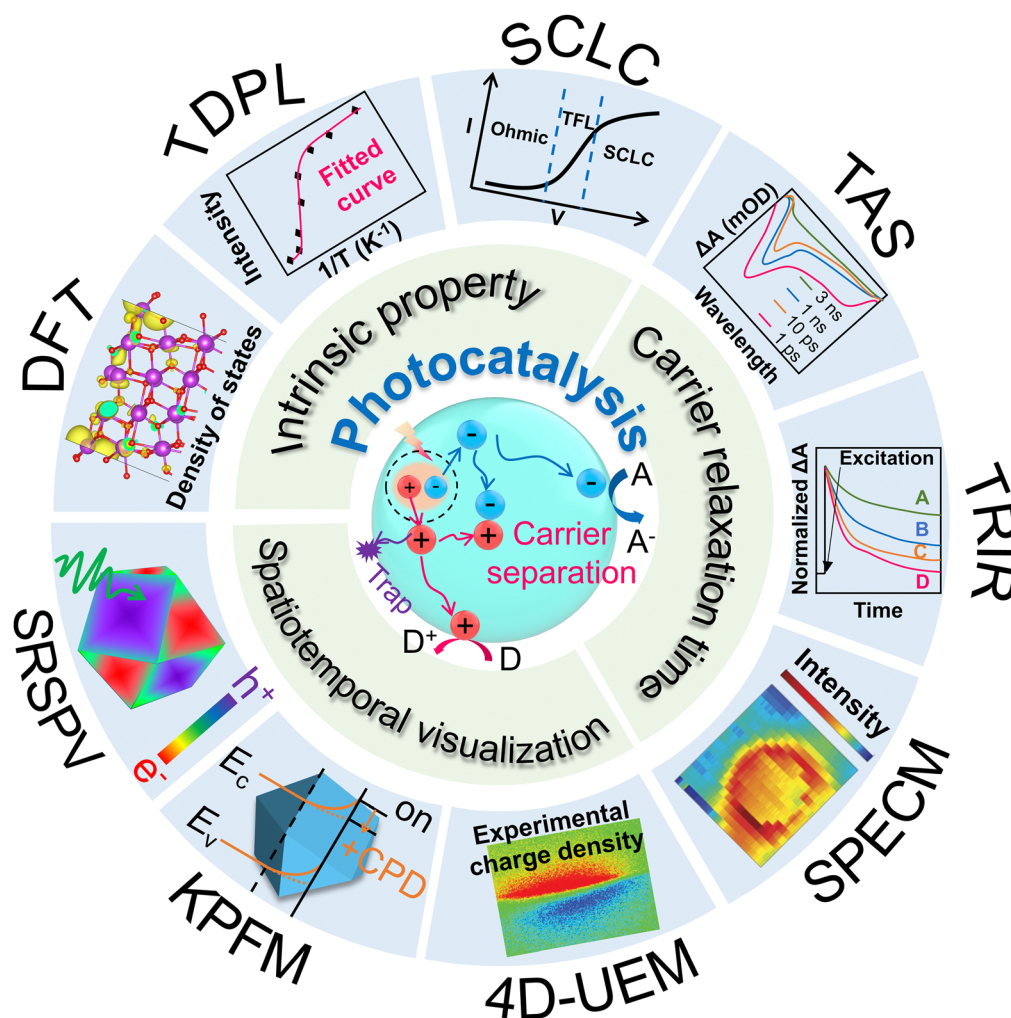 SCLC
I
Ohmic
TFL
SCLC
V
TAS
ΔA (mOD)
Wavelength
3 ns
1 ns
10 ps
1 ps
TRIR
Normalized ΔA
Excitation
A
B
C
D
Time
SPECM
Intensity
4D-UEM
Experimental
charge density
KPFM
E_C
E_V
on
+CPD
SRSPV
h⁺
e⁻
DFT
Density of states
TDPL
Intensity
Fitted
curve
1/T (K⁻¹)
Intrinsic property
Carrier relaxation time
Spatiotemporal visualization
Photocatalysis
-
+
-
-
A
-
+
+
Carrier
A⁻
separation
Trap
+
D⁺
D